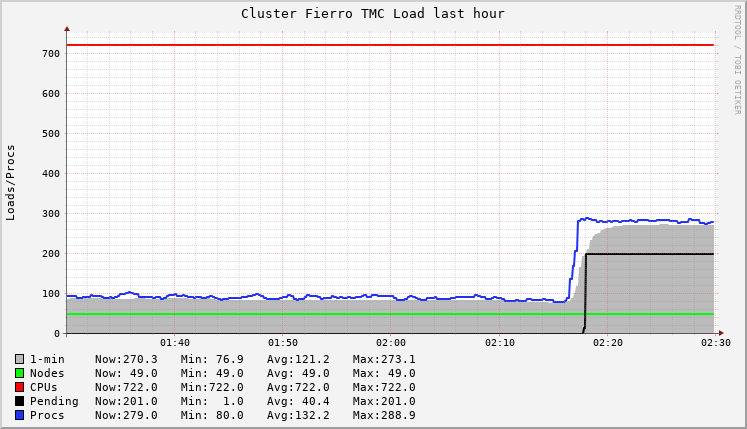 Cluster Fierro TMC Load last hour
RRDTOOL / TOBI OETIKER
Loads/Procs
700
600
500
400
300
200
100
0
01:40 01:50 02:00 02:10 02:20 02:30
1-min Now:270.3 Min: 76.9 Avg:121.2 Max:273.1
Nodes Now: 49.0 Min: 49.0 Avg: 49.0 Max: 49.0
CPUs Now:722.0 Min:722.0 Avg:722.0 Max:722.0
Pending Now:201.0 Min: 1.0 Avg: 40.4 Max:201.0
Procs Now:279.0 Min: 80.0 Avg:132.2 Max:288.9